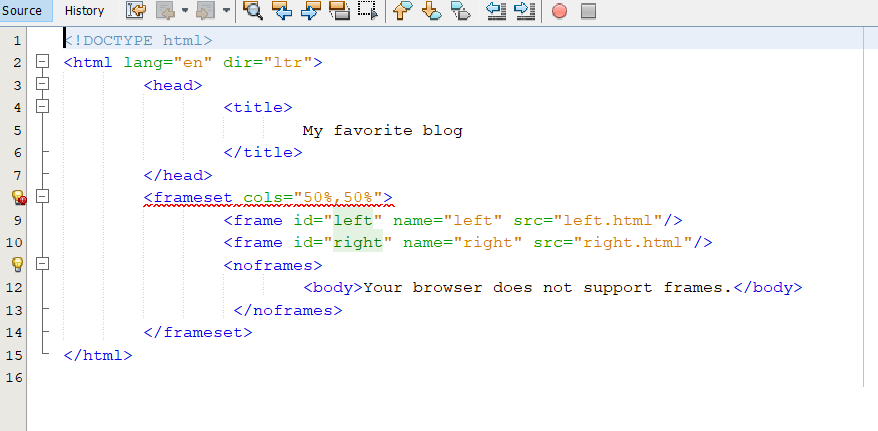 Source History
1 <!DOCTYPE html>
2 <html lang="en" dir="ltr">
3 <head>
4 <title>
5 My favorite blog
6 </title>
7 </head>
<frameset cols="50%,50%">
9 <frame id="left" name="left" src="left.html"/>
10 <frame id="right" name="right" src="right.html"/>
<noframes>
12 <body>Your browser does not support frames.</body>
13 </noframes>
14 </frameset>
15 </html>
16